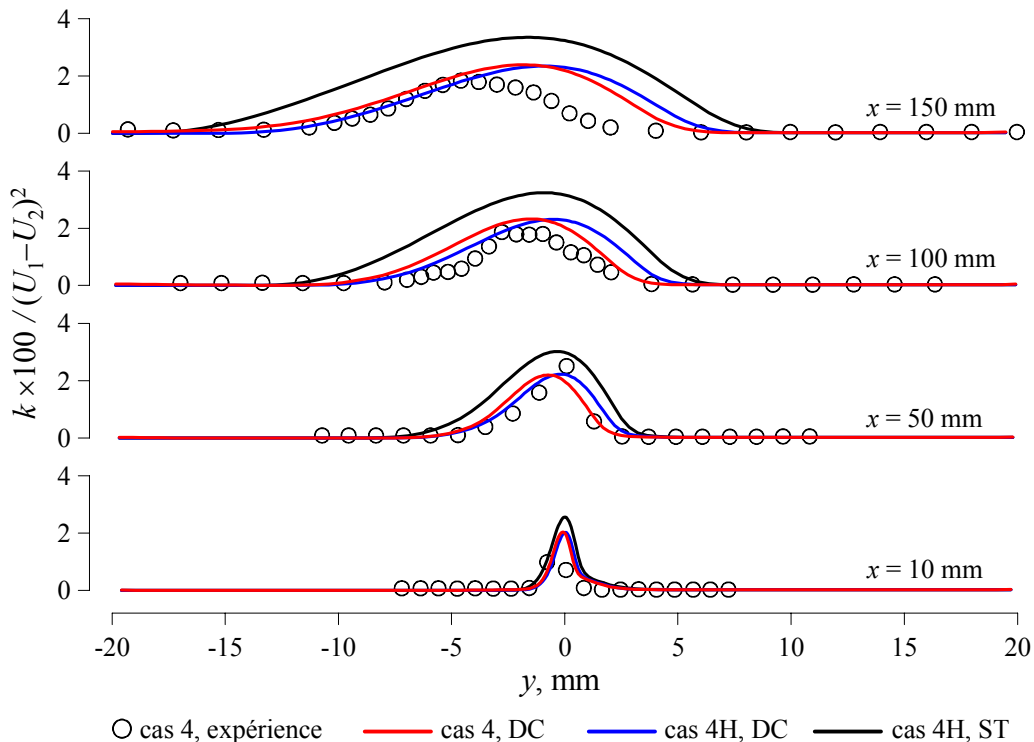 4
2
0
x = 150 mm
4
2
0
x = 100 mm
4
2
0
x = 50 mm
4
2
0
x = 10 mm
k ×100 / (U₁–U₂)²
-20 -15 -10 -5 0 5 10 15 20
y, mm
cas 4, expérience cas 4, DC cas 4H, DC cas 4H, ST